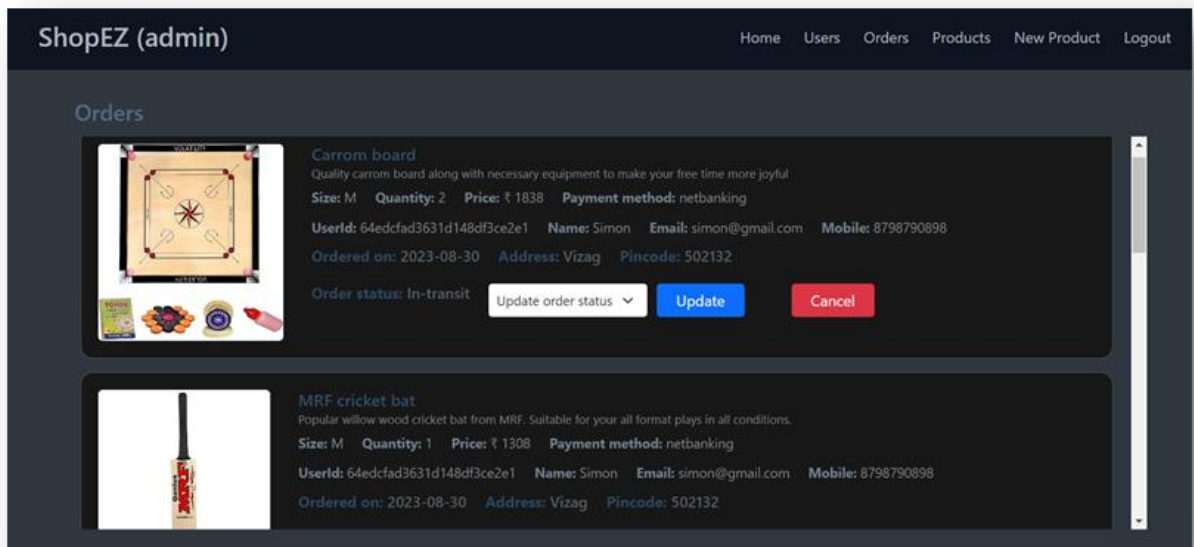 ShopEZ (admin)
Home Users Orders Products New Product Logout
Orders
Carrom board
Quality carrom board along with necessary equipment to make your free time more joyful
Size: M Quantity: 2 Price: ₹ 1838 Payment method: netbanking
UserId: 64edcfad3631d148df3ce2e1 Name: Simon Email: simon@gmail.com Mobile: 8798790898
Ordered on: 2023-08-30 Address: Vizag Pincode: 502132
Order status: In-transit Update order status Update Cancel
MRF cricket bat
Popular willow wood cricket bat from MRF. Suitable for your all format plays in all conditions.
Size: M Quantity: 1 Price: ₹ 1308 Payment method: netbanking
UserId: 64edcfad3631d148df3ce2e1 Name: Simon Email: simon@gmail.com Mobile: 8798790898
Ordered on: 2023-08-30 Address: Vizag Pincode: 502132
MRF